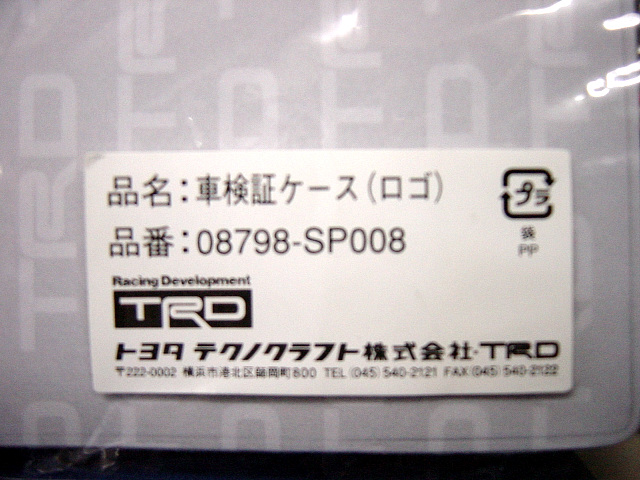 品名:車検証ケース(ロゴ)
プラ
袋
PP
品番:08798-SP008
Racing Development
TRD
トヨタテクノクラフト株式会社・TRD
〒222-0002 横浜市港北区師岡町800 TEL(045)540-2121 FAX(045)540-2122
TRD